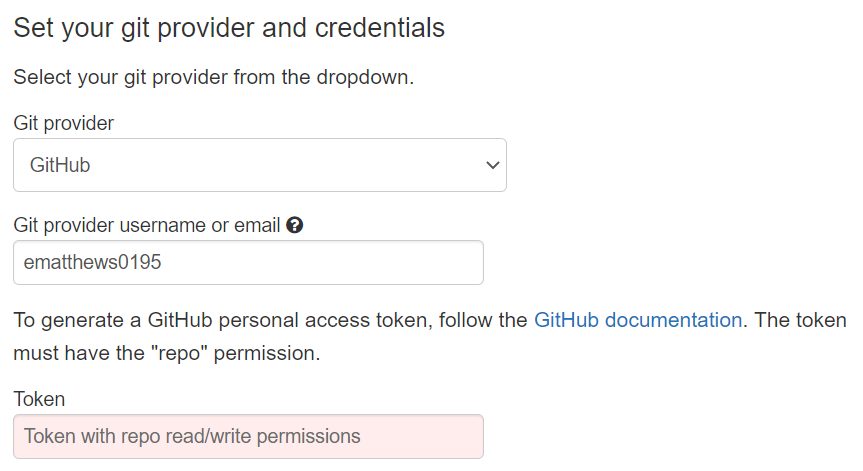 Set your git provider and credentials
Select your git provider from the dropdown.
Git provider
GitHub
Git provider username or email ?
ematthews0195
To generate a GitHub personal access token, follow the GitHub documentation. The token
must have the "repo" permission.
Token
Token with repo read/write permissions